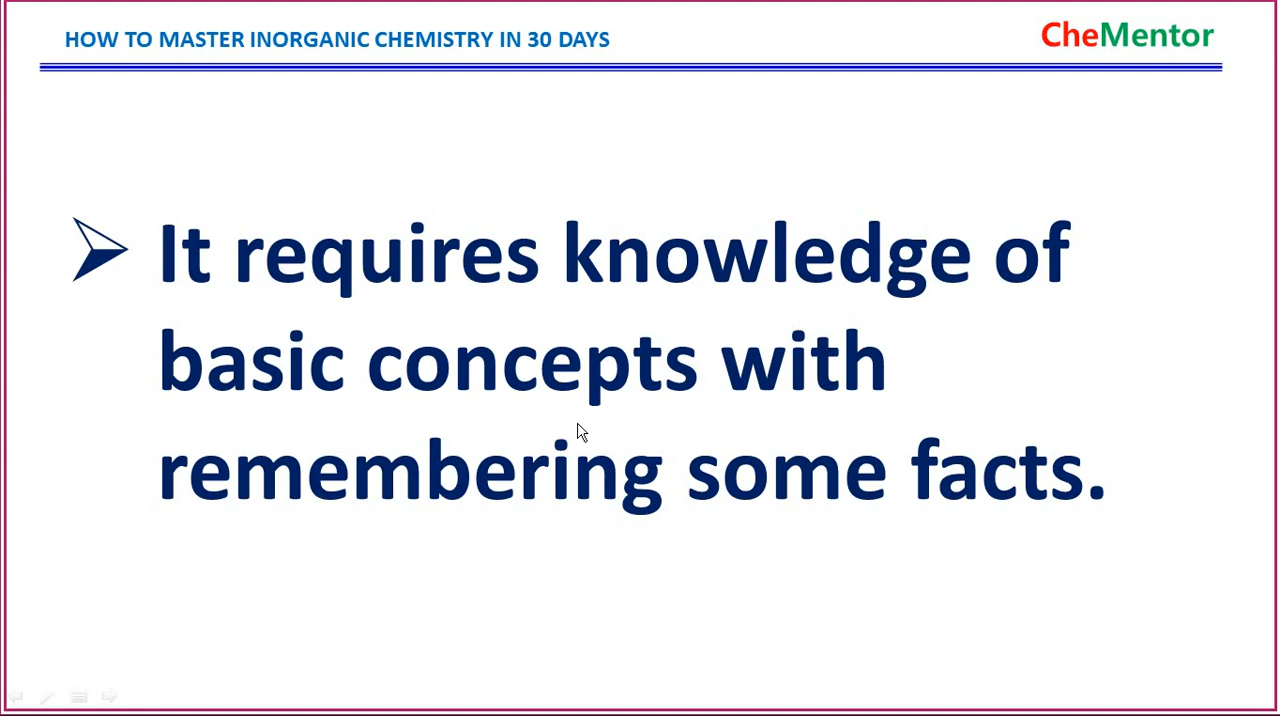 HOW TO MASTER INORGANIC CHEMISTRY IN 30 DAYS
CheMentor
It requires knowledge of
basic concepts with
remembering some facts.